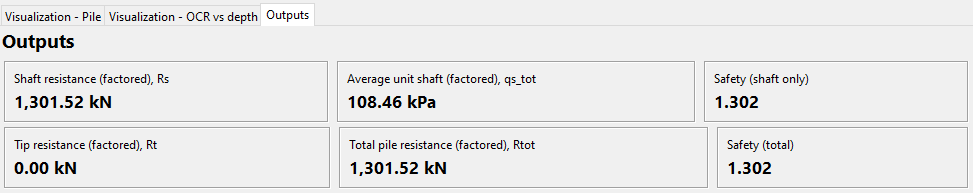 Visualization - Pile Visualization - OCR vs depth Outputs
Outputs
Shaft resistance (factored), Rs Average unit shaft (factored), qs_tot Safety (shaft only)
1,301.52 kN 108.46 kPa 1.302
Tip resistance (factored), Rt Total pile resistance (factored), Rtot Safety (total)
0.00 kN 1,301.52 kN 1.302